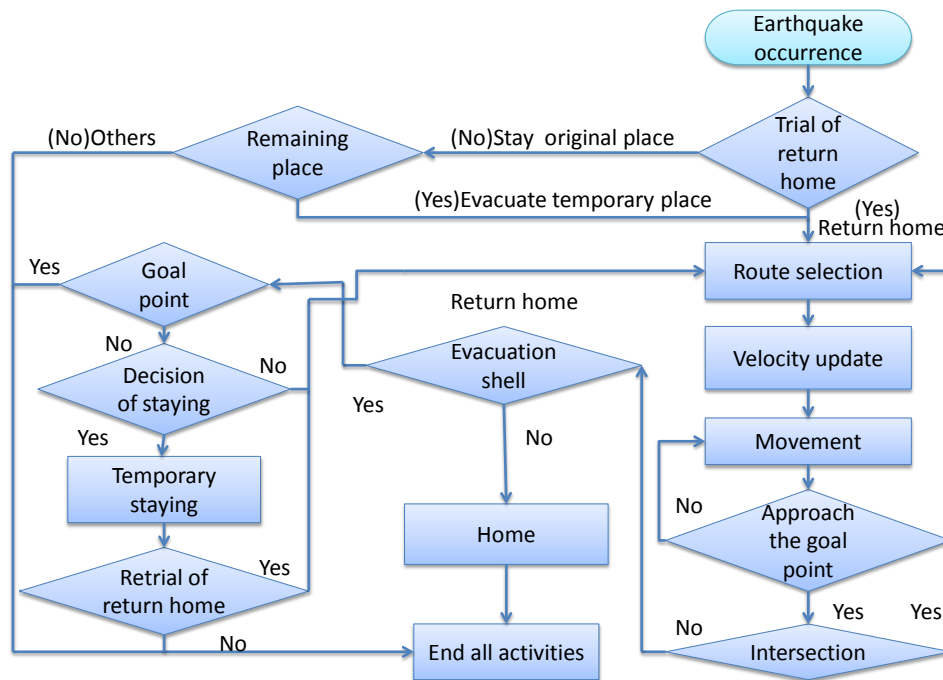 Earthquake
occurrence
(No)Others
Remaining
place
(No)Stay original place
Trial of
return
home
(Yes)Evacuate temporary place
(Yes)
Return home
Yes
Goal
point
Route selection
Return home
No
Decision
of staying
No
Evacuation
shell
Velocity update
Yes
Yes
No
Movement
Temporary
staying
No
Approach
the goal
point
Home
Retrial of
return home
Yes
No
End all activities
No
Yes
Yes
Intersection